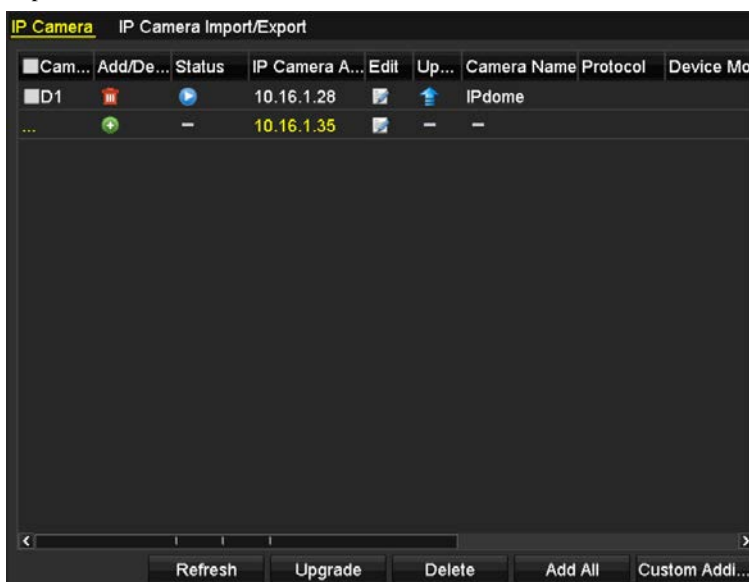 IP Camera IP Camera Import/Export
Cam... Add/De... Status IP Camera A... Edit Up... Camera Name Protocol Device Mo
D1 10.16.1.28 IPdome
... – 10.16.1.35 – –
Refresh Upgrade Delete Add All Custom Addi...